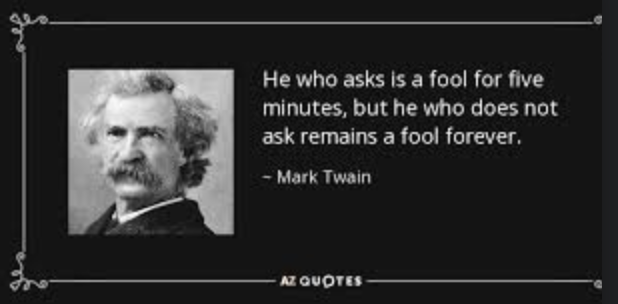 He who asks is a fool for five
minutes, but he who does not
ask remains a fool forever.
~ Mark Twain
AZ QUOTES